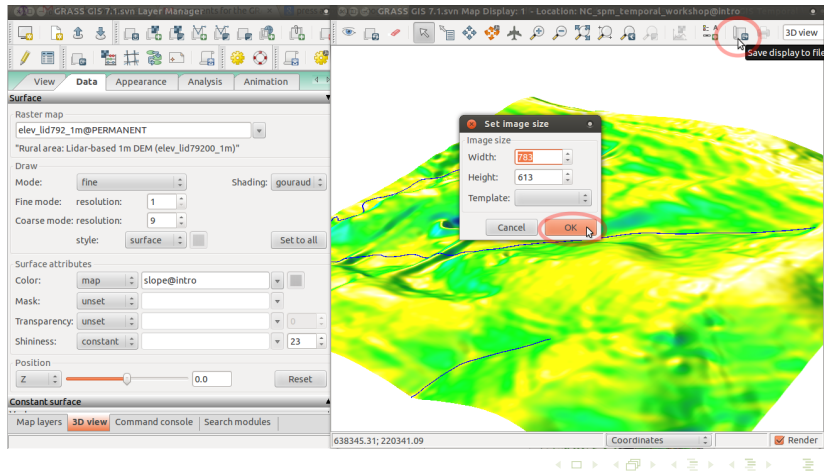 GRASS GIS 7.1.svn Layer Manager
GRASS GIS 7.1.svn Map Display: 1 - Location: NC_spm_temporal_workshop@intro
3D view
Save display to file
View Data Appearance Analysis Animation
Surface
Raster map
elev_lid792_1m@PERMANENT
"Rural area: Lidar-based 1m DEM (elev_lid79200_1m)"
Draw
Mode: fine Shading: gouraud
Fine mode: resolution: 1
Coarse mode: resolution: 9
style: surface Set to all
Surface attributes
Color: map slope@intro
Mask: unset
Transparency: unset 0
Shininess: constant 23
Position
Z 0.0 Reset
Constant surface
Map layers 3D view Command console Search modules
Set image size
Image size
Width: 783
Height: 613
Template:
Cancel OK
638345.31; 220341.09 Coordinates Render